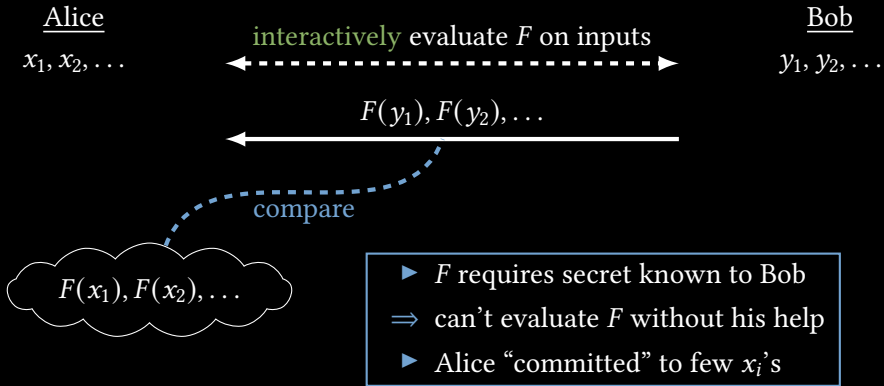 Alice
Bob
interactively evaluate F on inputs
x₁, x₂, . . .
y₁, y₂, . . .
F(y₁), F(y₂), . . .
compare
F(x₁), F(x₂), . . .
► F requires secret known to Bob
⇒ can't evaluate F without his help
► Alice “committed” to few xᵢ's